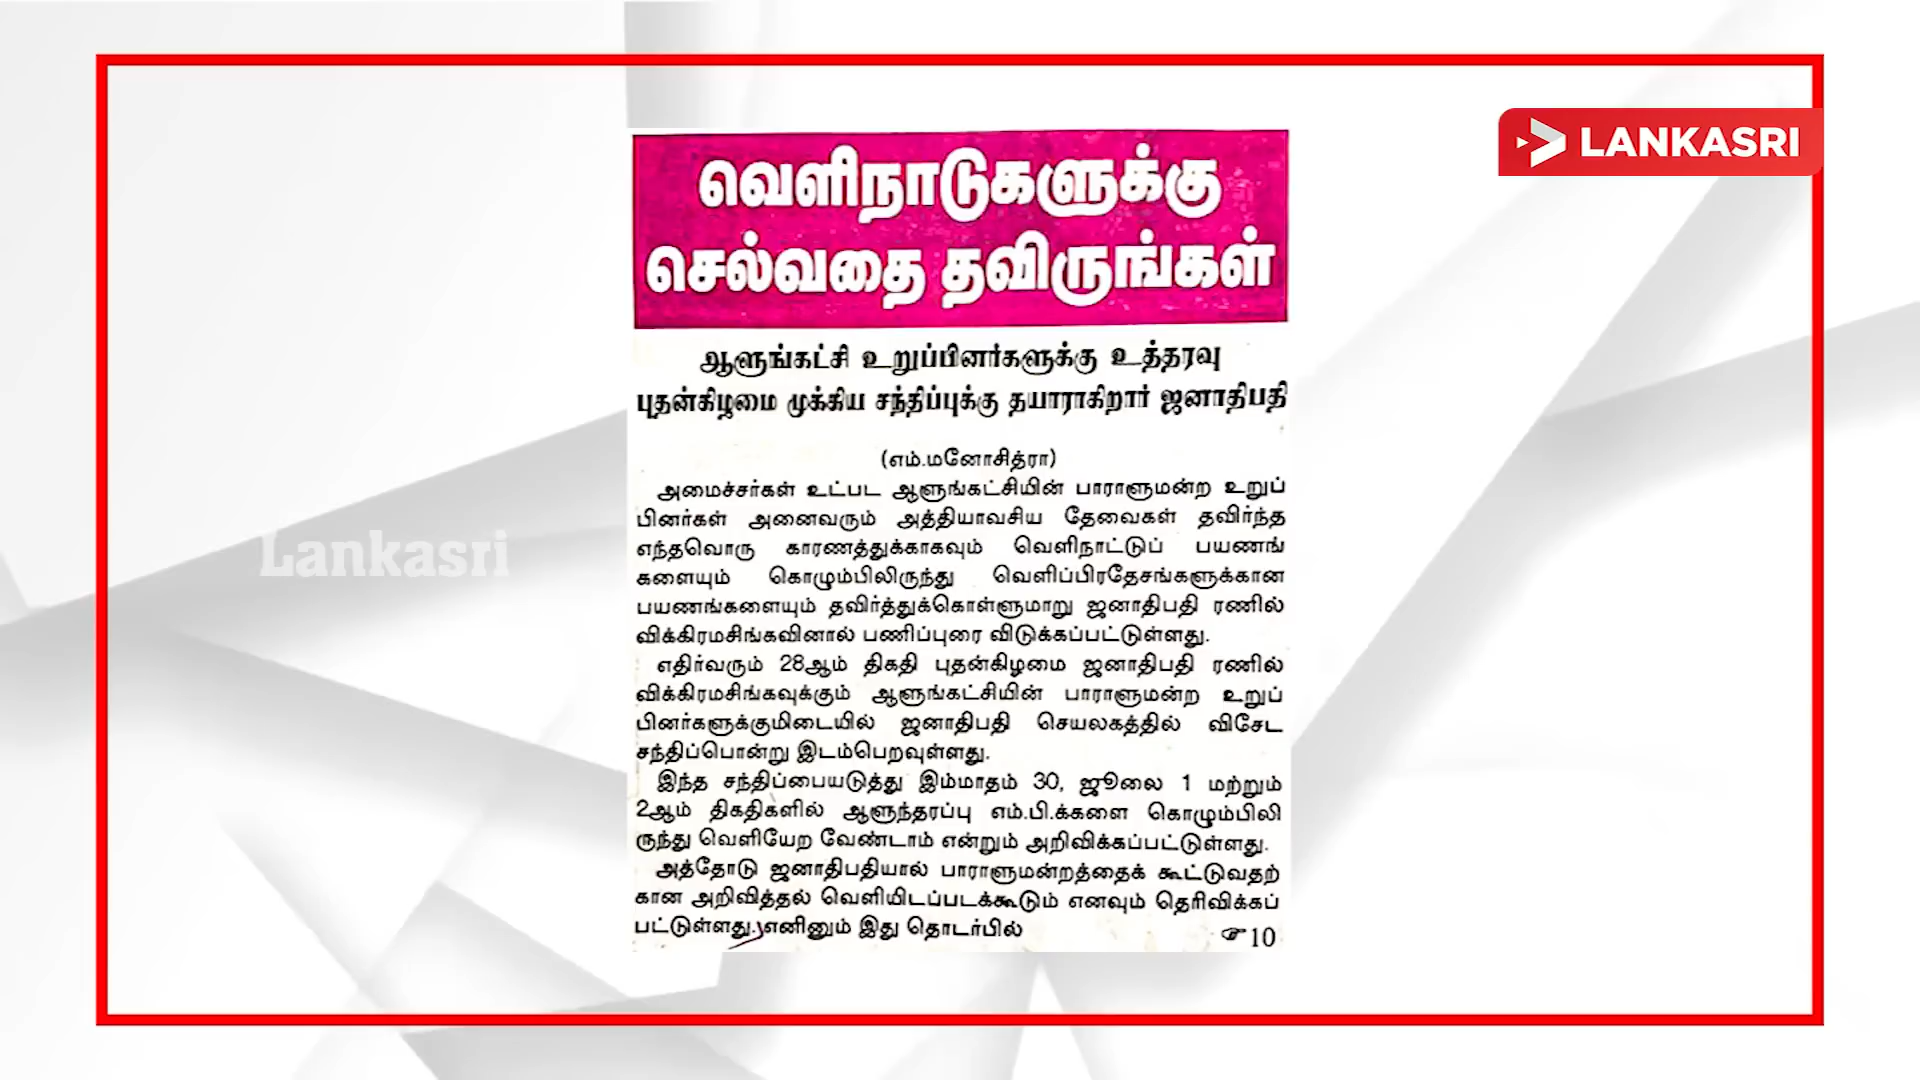 LANKASRI
வெளிநாடுகளுக்கு
செல்வதை தவிருங்கள்
ஆளுங்கட்சி உறுப்பினர்களுக்கு உத்தரவு
புதன்கிழமை முக்கிய சந்திப்புக்கு தயாராகிறார் ஜனாதிபதி
(எம்.மனோசித்ரா)
அமைச்சர்கள் உட்பட ஆளுங்கட்சியின் பாராளுமன்ற உறுப்
பினர்கள் அனைவரும் அத்தியாவசிய தேவைகள் தவிர்ந்த
எந்தவொரு காரணத்துக்காகவும் வெளிநாட்டுப் பயணங்
களையும் கொழும்பிலிருந்து வெளிப்பிரதேசங்களுக்கான
பயணங்களையும் தவிர்த்துக்கொள்ளுமாறு ஜனாதிபதி ரணில்
விக்கிரமசிங்கவினால் பணிப்புரை விடுக்கப்பட்டுள்ளது.
எதிர்வரும் 28ஆம் திகதி புதன்கிழமை ஜனாதிபதி ரணில்
விக்கிரமசிங்கவுக்கும் ஆளுங்கட்சியின் பாராளுமன்ற உறுப்
பினர்களுக்குமிடையில் ஜனாதிபதி செயலகத்தில் விசேட
சந்திப்பொன்று இடம்பெறவுள்ளது.
இந்த சந்திப்பையடுத்து இம்மாதம் 30, ஜூலை 1 மற்றும்
2ஆம் திகதிகளில் ஆளுந்தரப்பு எம்.பி.க்களை கொழும்பிலி
ருந்து வெளியேற வேண்டாம் என்றும் அறிவிக்கப்பட்டுள்ளது.
அத்தோடு ஜனாதிபதியால் பாராளுமன்றத்தைக் கூட்டுவதற்
கான அறிவித்தல் வெளியிடப்படக்கூடும் எனவும் தெரிவிக்கப்
பட்டுள்ளது. எனினும் இது தொடர்பில்
☞10
Lankasri